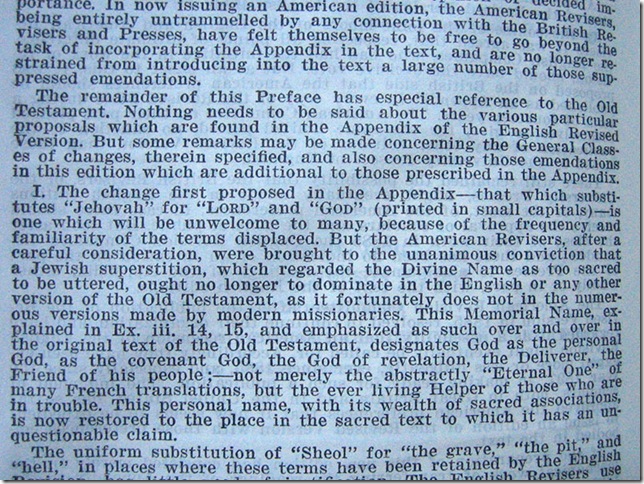 portance. In now issuing an American edition, the American Revisers,
being entirely untrammelled by any connection with the British Re-
visers and Presses, have felt themselves to be free to go beyond the
task of incorporating the Appendix in the text, and are no longer re-
strained from introducing into the text a large number of those sup-
pressed emendations.
The remainder of this Preface has especial reference to the Old
Testament. Nothing needs to be said about the various particular
proposals which are found in the Appendix of the English Revised
Version. But some remarks may be made concerning the General Class-
es of changes, therein specified, and also concerning those emendations
in this edition which are additional to those prescribed in the Appendix.
I. The change first proposed in the Appendix—that which substi-
tutes “Jehovah” for “LORD” and “GOD” (printed in small capitals)—is
one which will be unwelcome to many, because of the frequency and
familiarity of the terms displaced. But the American Revisers, after a
careful consideration, were brought to the unanimous conviction that
a Jewish superstition, which regarded the Divine Name as too sacred
to be uttered, ought no longer to dominate in the English or any other
version of the Old Testament, as it fortunately does not in the numer-
ous versions made by modern missionaries. This Memorial Name, ex-
plained in Ex. iii. 14, 15, and emphasized as such over and over in
the original text of the Old Testament, designates God as the personal
God, as the covenant God, the God of revelation, the Deliverer, the
Friend of his people;—not merely the abstractly “Eternal One” of
many French translations, but the ever living Helper of those who are
in trouble. This personal name, with its wealth of sacred associations,
is now restored to the place in the sacred text to which it has an un-
questionable claim.
The uniform substitution of “Sheol” for “the grave,” “the pit,” and
“hell,” in places where these terms have been retained by the English
The English Revisers use